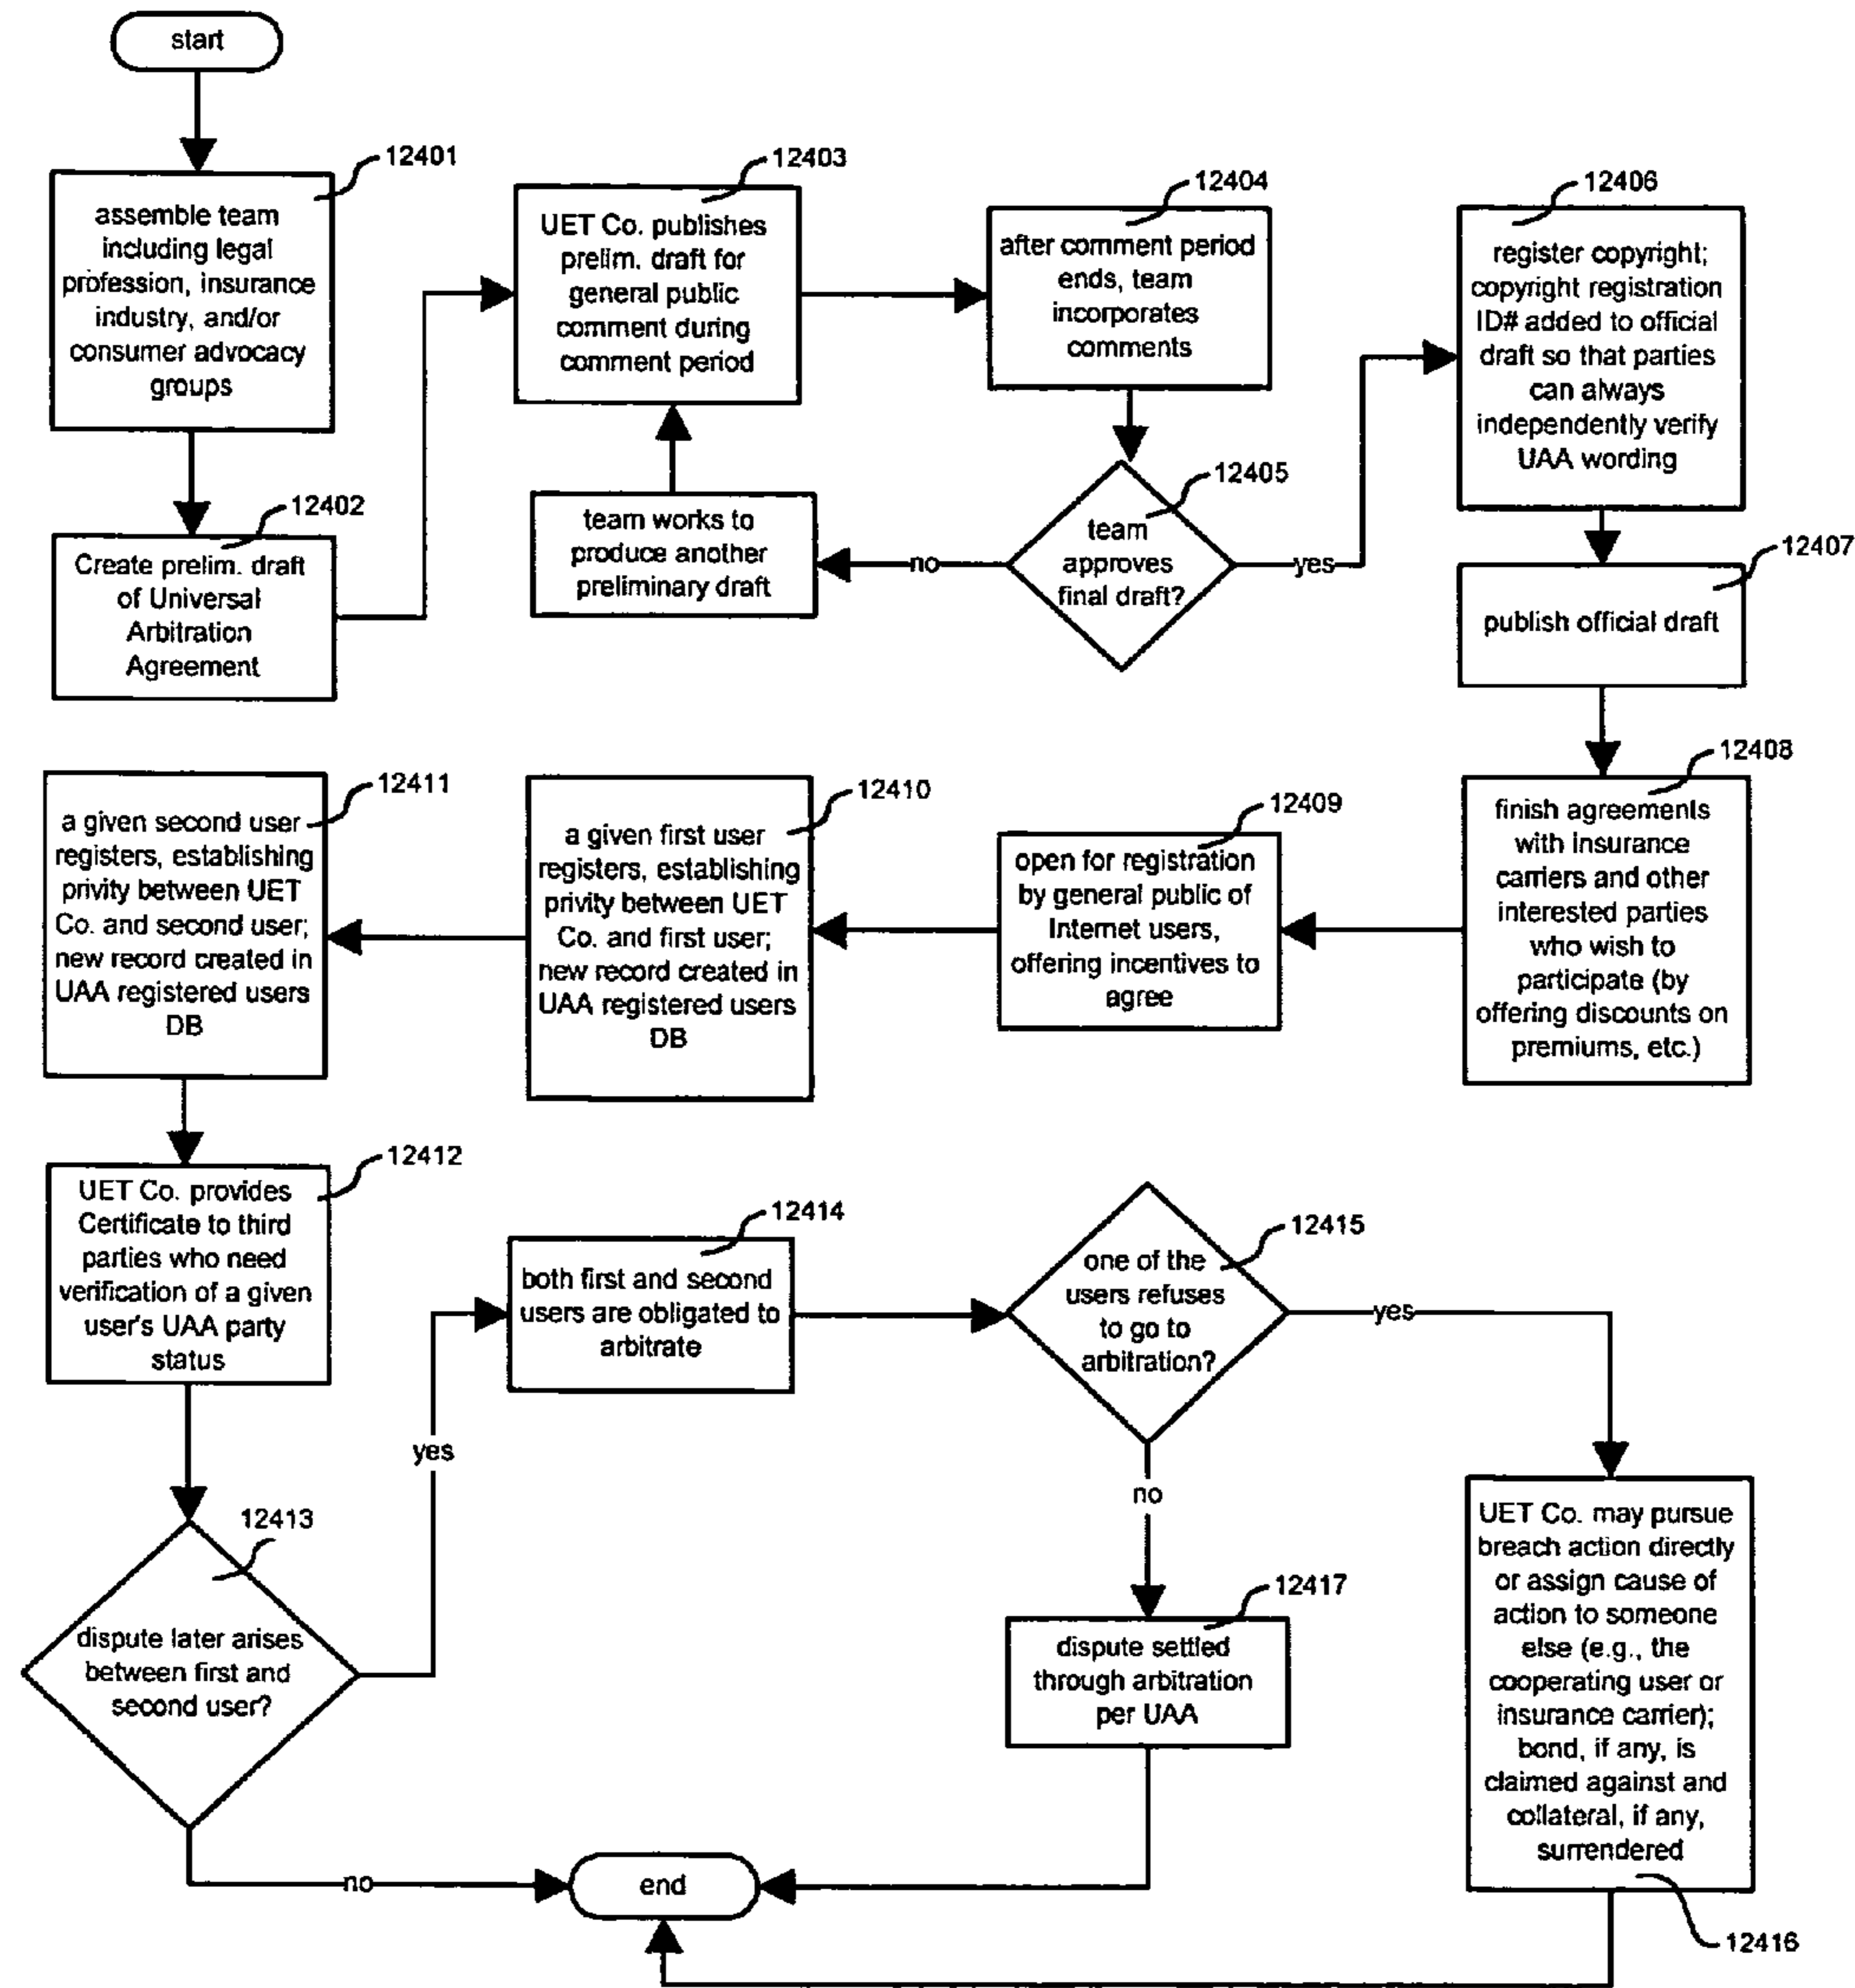 start
12401
assemble team
including legal
profession, insurance
industry, and/or
consumer advocacy
groups
12402
Create prelim. draft
of Universal
Arbitration
Agreement
12403
UET Co. publishes
prelim. draft for
general public
comment during
comment period
12404
after comment period
ends, team
incorporates
comments
12405
team
approves
final draft?
no
team works to
produce another
preliminary draft
yes
12406
register copyright;
copyright registration
ID# added to official
draft so that parties
can always
independently verify
UAA wording
12407
publish official draft
12408
finish agreements
with insurance
carriers and other
interested parties
who wish to
participate (by
offering discounts on
premiums, etc.)
12409
open for registration
by general public of
Internet users,
offering incentives to
agree
12410
a given first user
registers, establishing
privity between UET
Co. and first user;
new record created in
UAA registered users
DB
12411
a given second user
registers, establishing
privity between UET
Co. and second user;
new record created in
UAA registered users
DB
12412
UET Co. provides
Certificate to third
parties who need
verification of a given
user's UAA party
status
12413
dispute later arises
between first and
second user?
yes
12414
both first and second
users are obligated to
arbitrate
12415
one of the
users refuses
to go to
arbitration?
yes
no
12417
dispute settled
through arbitration
per UAA
UET Co. may pursue
breach action directly
or assign cause of
action to someone
else (e.g., the
cooperating user or
insurance carrier);
bond, if any, is
claimed against and
collateral, if any,
surrendered
12416
no
end